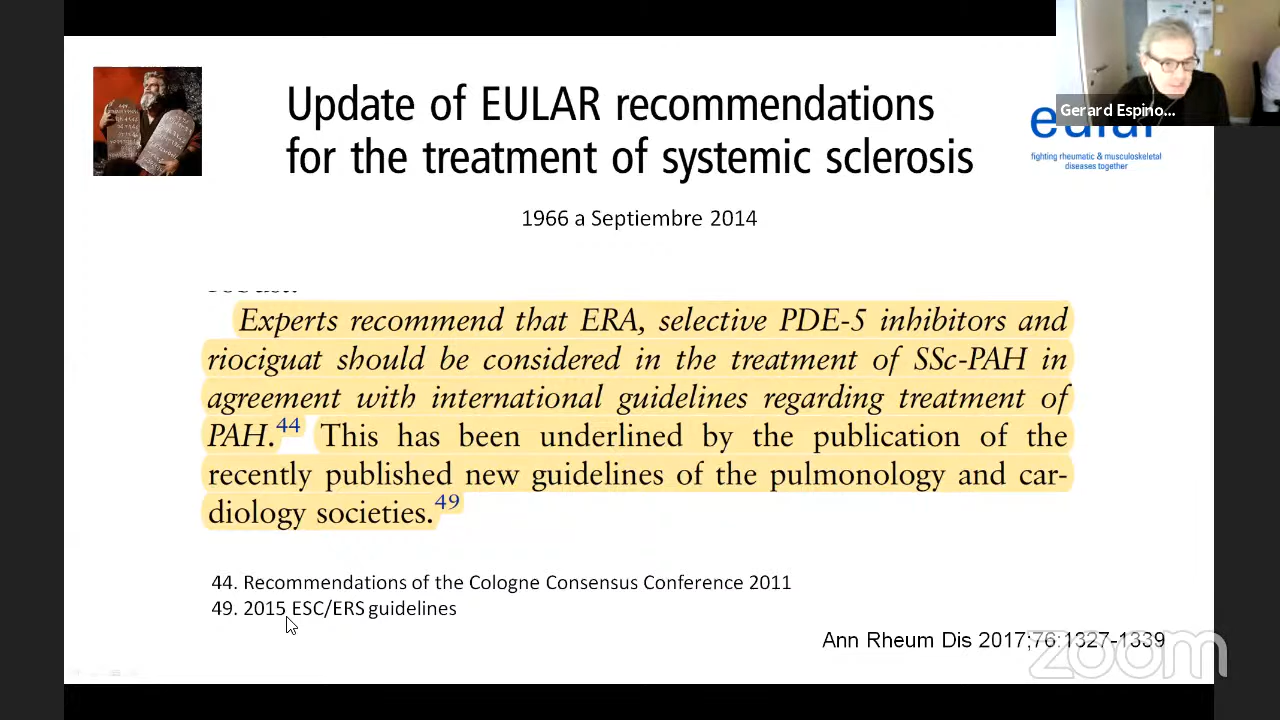 Update of EULAR recommendations
for the treatment of systemic sclerosis
Gerard Espino...
fighting rheumatic & musculoskeletal
diseases together
1966 a Septiembre 2014
Experts recommend that ERA, selective PDE-5 inhibitors and
riociguat should be considered in the treatment of SSc-PAH in
agreement with international guidelines regarding treatment of
PAH.44 This has been underlined by the publication of the
recently published new guidelines of the pulmonology and car-
diology societies.49
44. Recommendations of the Cologne Consensus Conference 2011
49. 2015 ESC/ERS guidelines
Ann Rheum Dis 2017;76:1327-1339
zoom